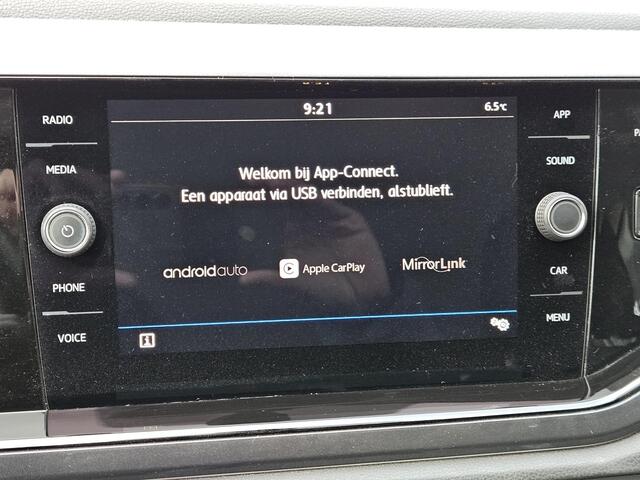 9:21
6.5°C
RADIO
MEDIA
PHONE
VOICE
Welkom bij App-Connect.
Een apparaat via USB verbinden, alstublieft.
androidauto
Apple CarPlay
MirrorLink
i
APP
SOUND
CAR
MENU